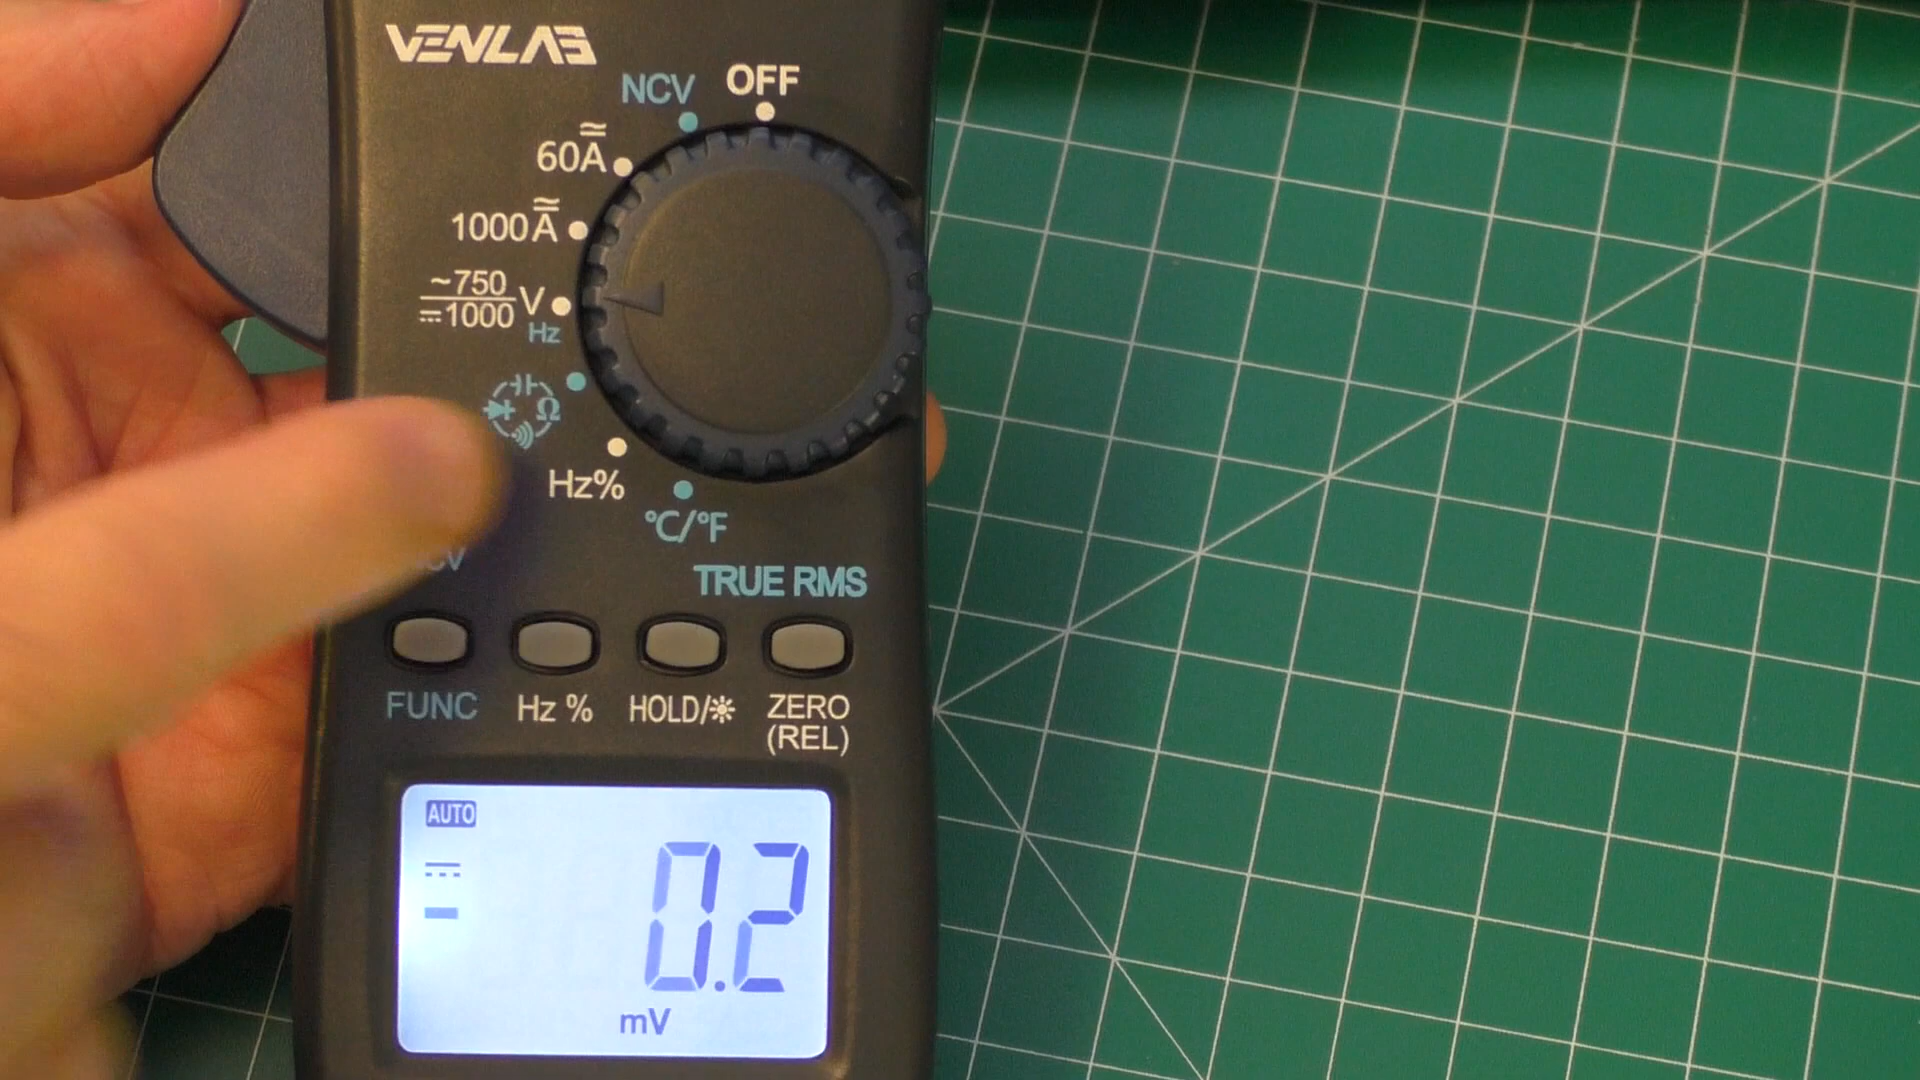 VENLAB
NCV
OFF
60A
1000A
~750
1000
V
Hz
Ω
Hz%
°C/°F
CV
TRUE RMS
FUNC
Hz %
HOLD/☀
ZERO
(REL)
AUTO
-0.2
mV